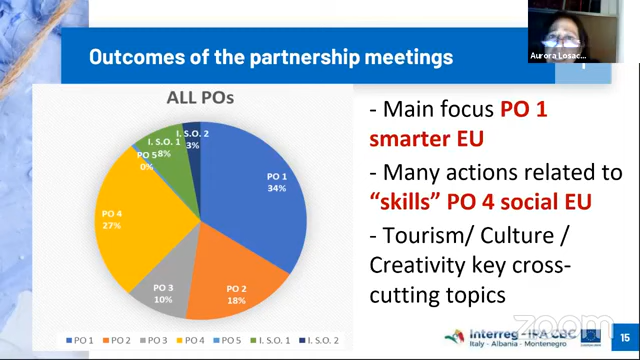 Aurora Losac...
Outcomes of the partnership meetings
ALL POs
I. S.O. 2
3%
I. S.O. 1
8%
PO 5
0%
PO 1
34%
PO 4
27%
PO 3
10%
PO 2
18%
PO 1 PO 2 PO 3 PO 4 PO 5 I. S.O. 1 I. S.O. 2
- Main focus PO 1
smarter EU
- Many actions related to
“skills” PO 4 social EU
- Tourism/ Culture /
Creativity key cross-
cutting topics
zoom
Interreg - IPA CBC
Italy - Albania - Montenegro
15